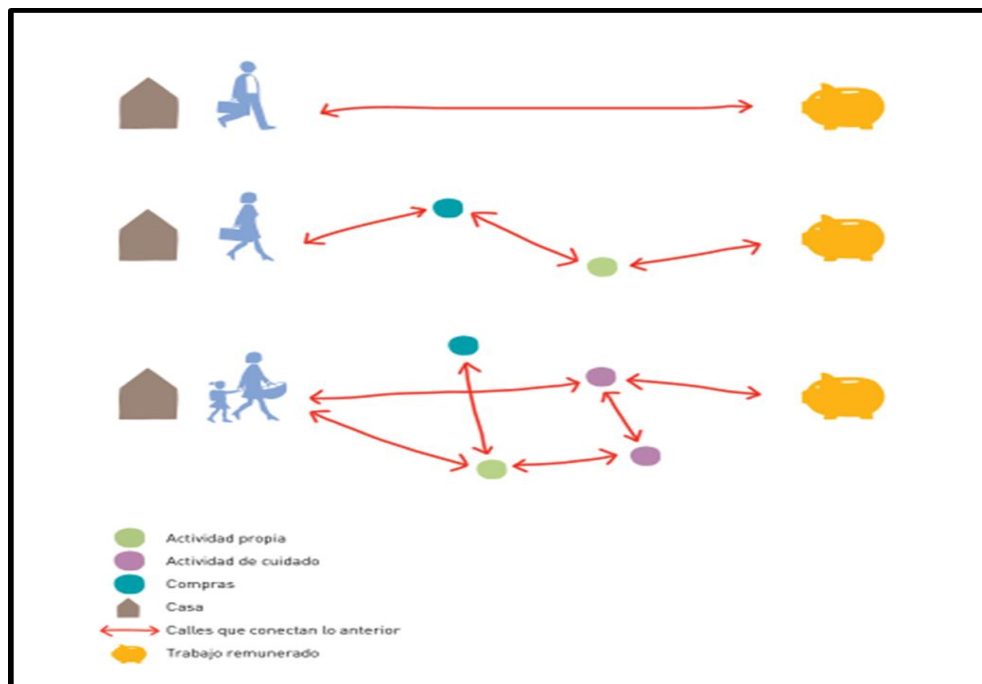 Actividad propia
Actividad de cuidado
Compras
Casa
Calles que conectan lo anterior
Trabajo remunerado